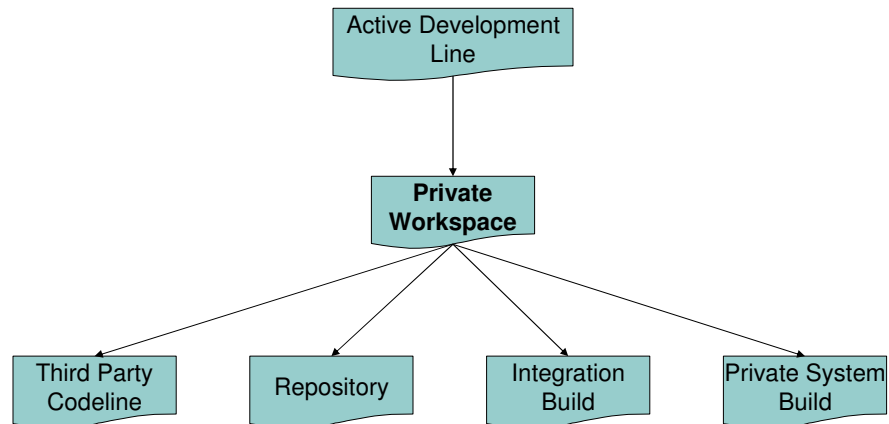 Active Development
Line
Private
Workspace
Third Party
Codeline
Repository
Integration
Build
Private System
Build